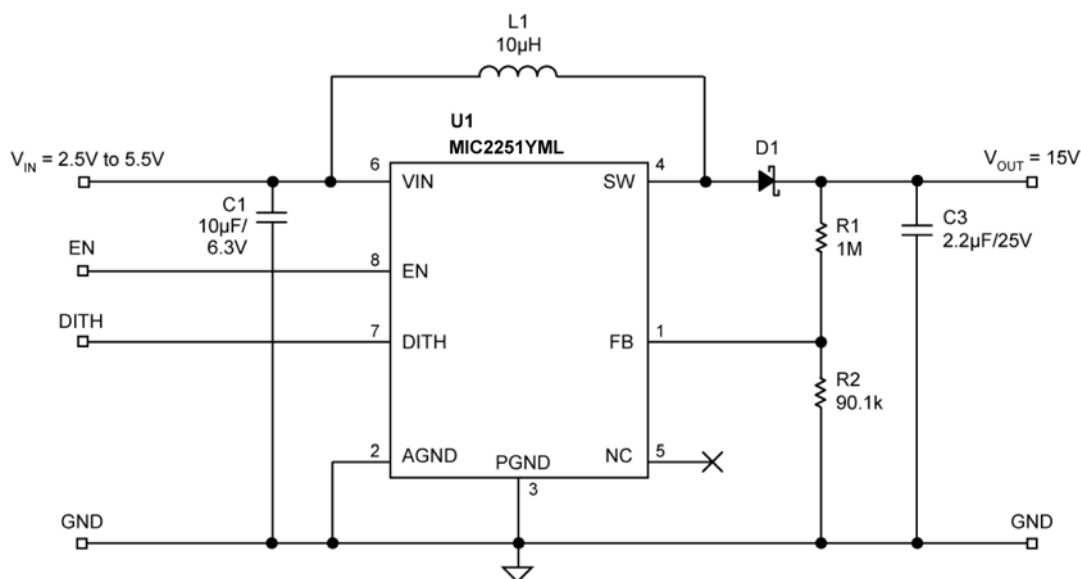 L1
10µH
U1
MIC2251YML
V_IN = 2.5V to 5.5V
6
VIN
SW
4
D1
V_OUT = 15V
C1
10µF/
6.3V
R1
1M
C3
2.2µF/25V
EN
8
EN
DITH
7
DITH
FB
1
R2
90.1k
2
AGND
PGND
3
NC
5
GND
GND